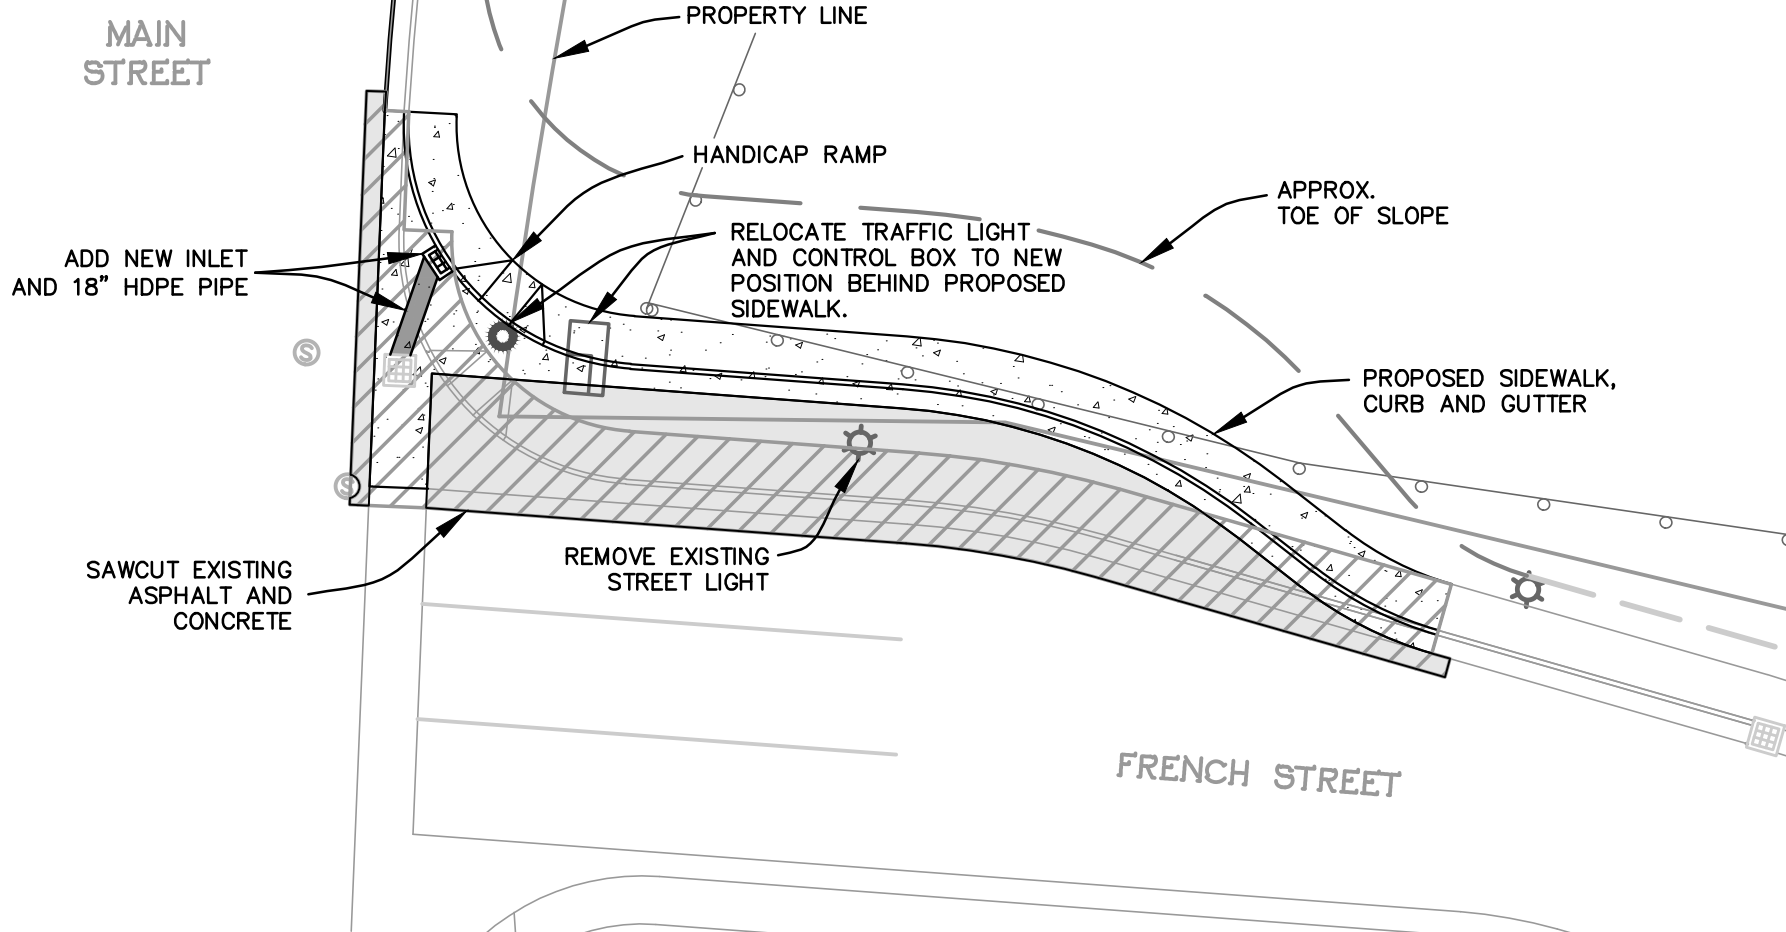 MAIN
STREET
PROPERTY LINE
HANDICAP RAMP
APPROX.
TOE OF SLOPE
RELOCATE TRAFFIC LIGHT
AND CONTROL BOX TO NEW
POSITION BEHIND PROPOSED
SIDEWALK.
ADD NEW INLET
AND 18” HDPE PIPE
S
PROPOSED SIDEWALK,
CURB AND GUTTER
S
REMOVE EXISTING
STREET LIGHT
SAWCUT EXISTING
ASPHALT AND
CONCRETE
FRENCH STREET